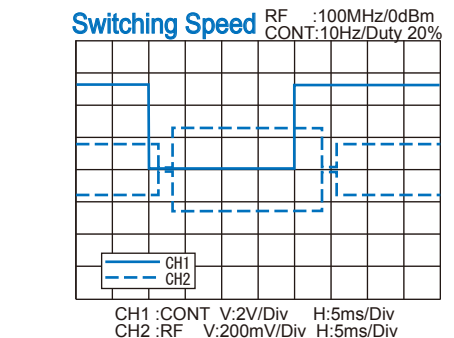 Switching Speed RF :100MHz/0dBm
CONT:10Hz/Duty 20%
CH1
CH2
CH1 :CONT V:2V/Div H:5ms/Div
CH2 :RF V:200mV/Div H:5ms/Div